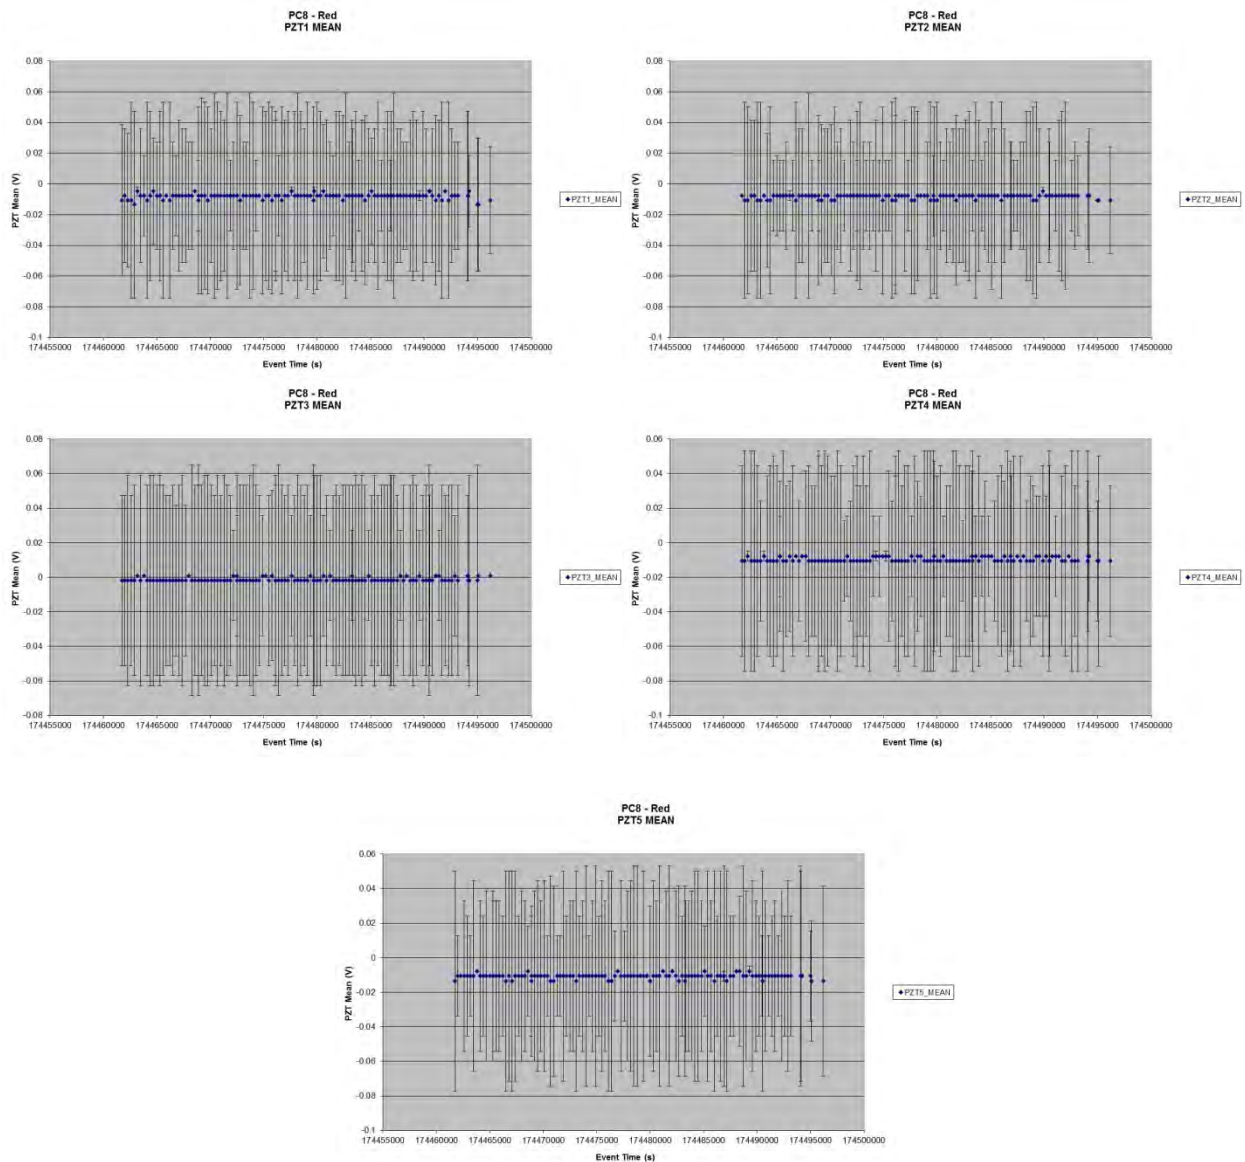 PC8 - Red
PZT1 MEAN
0.08
0.06
0.04
0.02
0
-0.02
-0.04
-0.06
-0.08
-0.1
PZT Mean (V)
174455000 174460000 174465000 174470000 174475000 174480000 174485000 174490000 174495000 174500000
Event Time (s)
PZT1_MEAN
PC8 - Red
PZT2 MEAN
0.08
0.06
0.04
0.02
0
-0.02
-0.04
-0.06
-0.08
-0.1
PZT Mean (V)
174455000 174460000 174465000 174470000 174475000 174480000 174485000 174490000 174495000 174500000
Event Time (s)
PZT2_MEAN
PC8 - Red
PZT3 MEAN
0.08
0.06
0.04
0.02
0
-0.02
-0.04
-0.06
-0.08
PZT Mean (V)
174455000 174460000 174465000 174470000 174475000 174480000 174485000 174490000 174495000 174500000
Event Time (s)
PZT3_MEAN
PC8 - Red
PZT4 MEAN
0.06
0.04
0.02
0
-0.02
-0.04
-0.06
-0.08
-0.1
PZT Mean (V)
174455000 174460000 174465000 174470000 174475000 174480000 174485000 174490000 174495000 174500000
Event Time (s)
PZT4_MEAN
PC8 - Red
PZT5 MEAN
0.06
0.04
0.02
0
-0.02
-0.04
-0.06
-0.08
-0.1
PZT Mean (V)
174455000 174460000 174465000 174470000 174475000 174480000 174485000 174490000 174495000 174500000
Event Time (s)
PZT5_MEAN